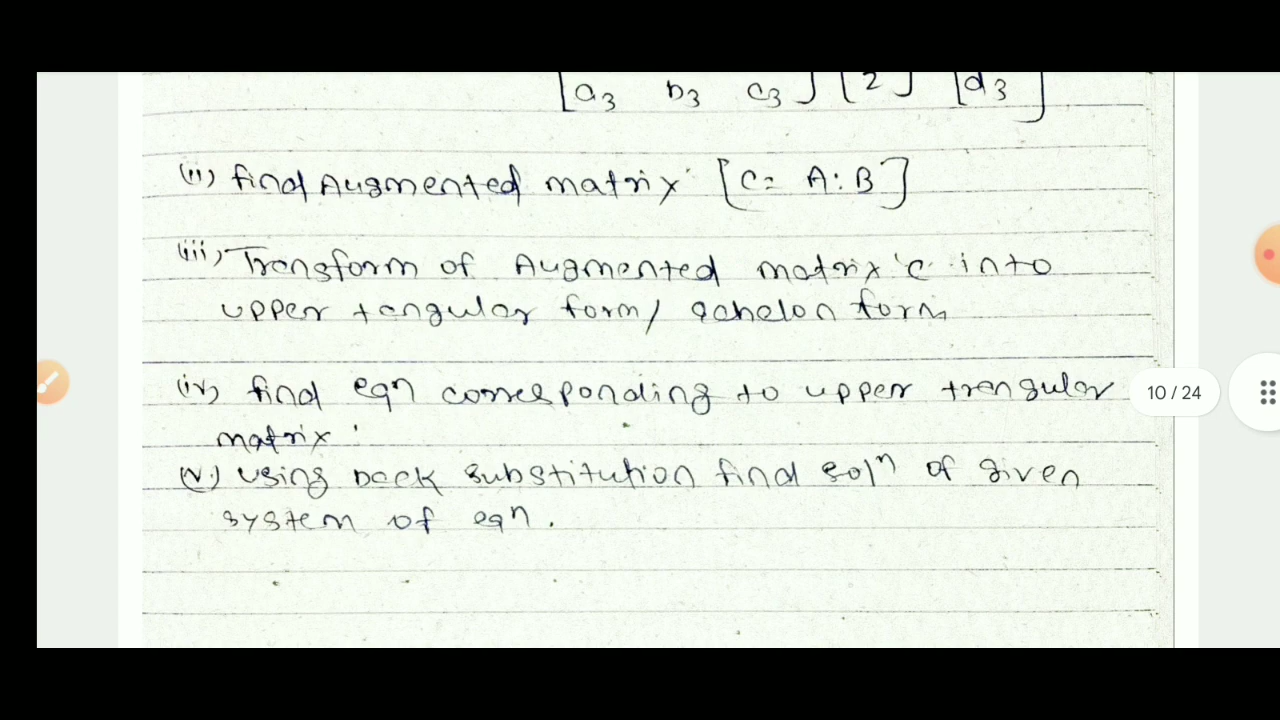 [a3 b3 c3] [z] [d3]
(ii) find Augmented matrix [C = A : B]
(iii) Transform of Augmented matrix 'C' into
upper tangular form / echelon form
(iv) find eqn corresponding to upper trengular
10 / 24
matrix.
(v) using back substitution find soln of given
system of eqn.